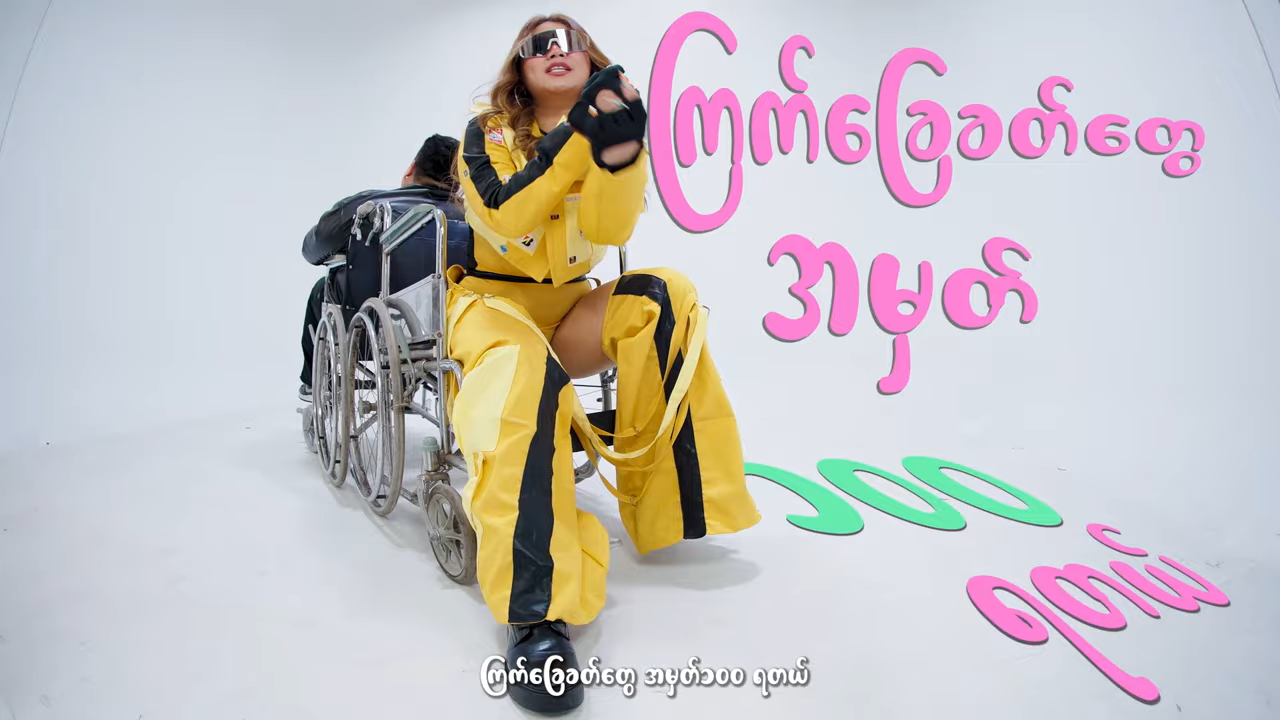 ကြက်ခြေခတ်တွေ
အမှတ်
၁၀၀
ရတယ်
ကြက်ခြေခတ်တွေ အမှတ်၁၀၀ ရတယ်